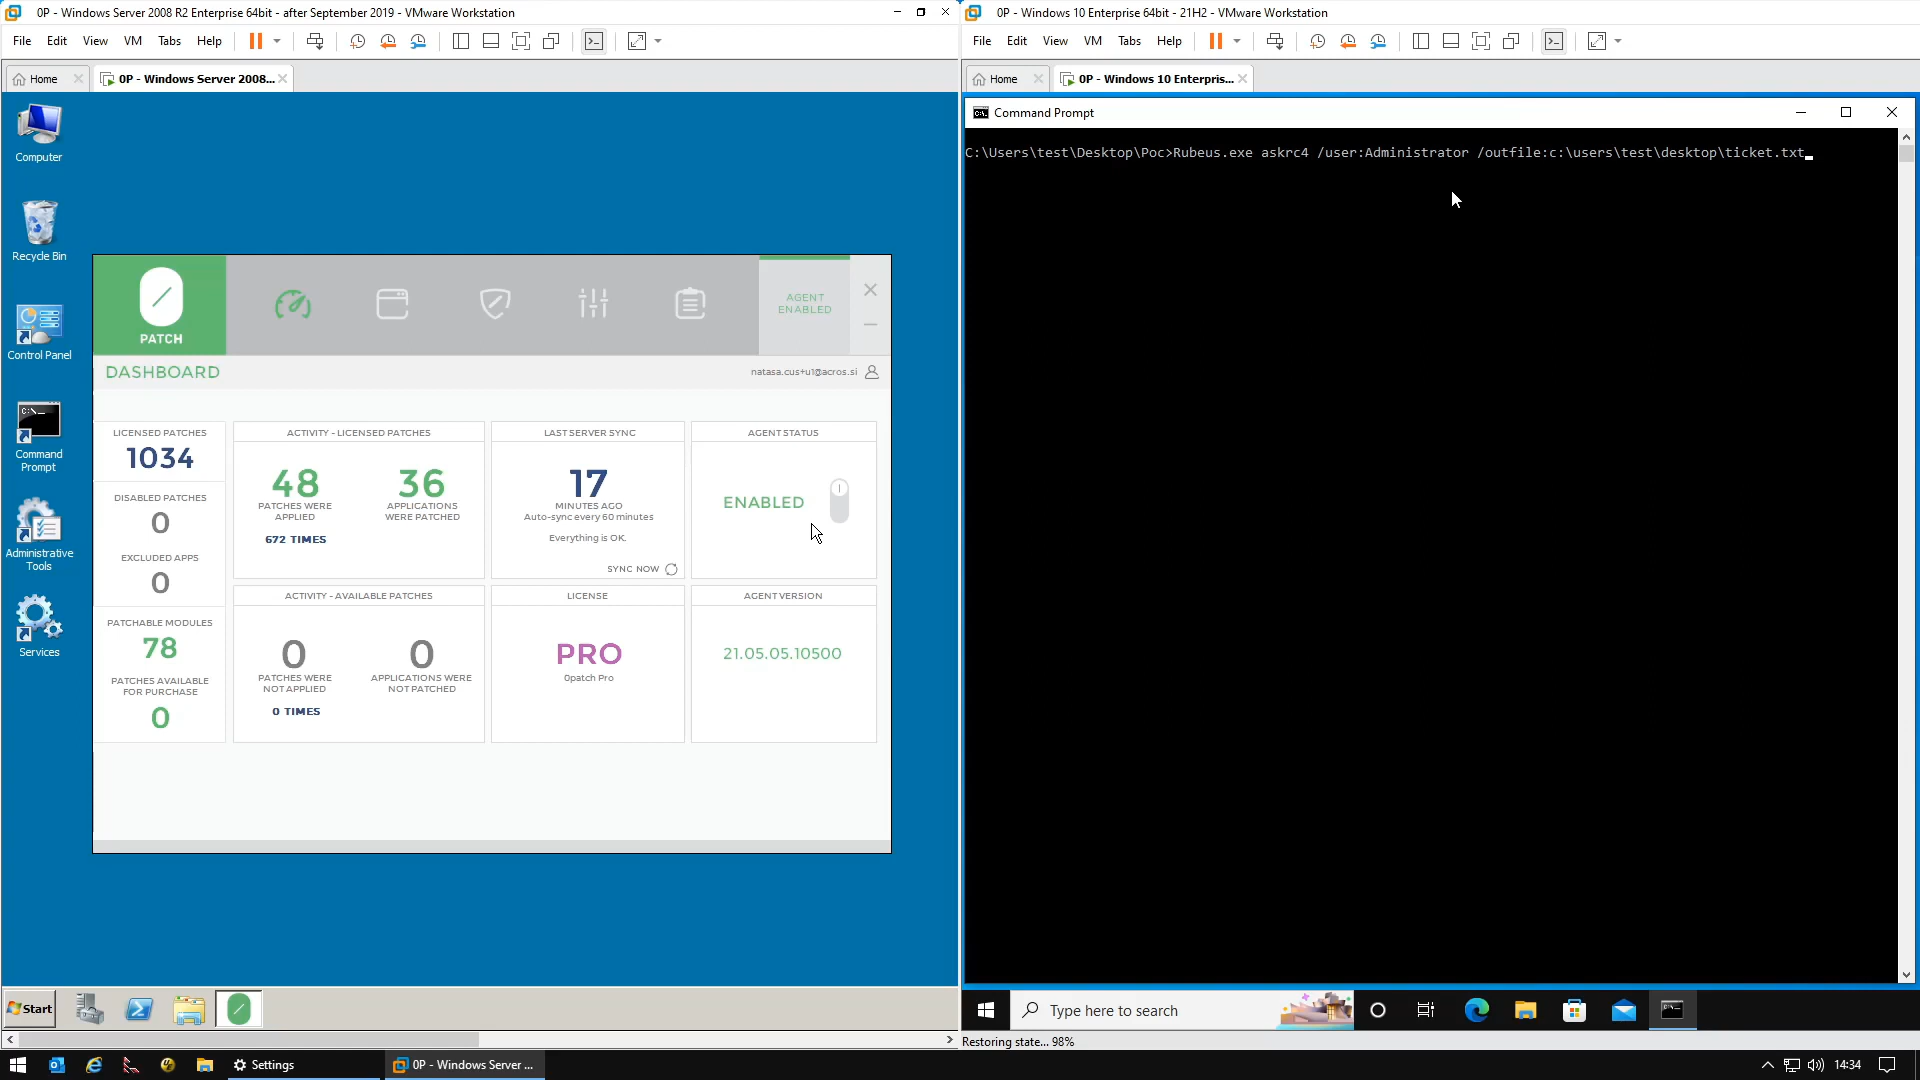 0P - Windows Server 2008 R2 Enterprise 64bit - after September 2019 - VMware Workstation
File Edit View VM Tabs Help
Home
0P - Windows Server 2008...
Computer
Recycle Bin
Control Panel
C:\_
Command
Prompt
Administrative
Tools
Services
PATCH
AGENT
ENABLED
DASHBOARD
natasa.cus+u1@acros.si
LICENSED PATCHES
1034
DISABLED PATCHES
0
EXCLUDED APPS
0
PATCHABLE MODULES
78
PATCHES AVAILABLE
FOR PURCHASE
0
ACTIVITY - LICENSED PATCHES
48
PATCHES WERE
APPLIED
672 TIMES
36
APPLICATIONS
WERE PATCHED
LAST SERVER SYNC
17
MINUTES AGO
Auto-sync every 60 minutes
Everything is OK.
SYNC NOW
AGENT STATUS
ENABLED
ACTIVITY - AVAILABLE PATCHES
0
PATCHES WERE
NOT APPLIED
0 TIMES
0
APPLICATIONS WERE
NOT PATCHED
LICENSE
PRO
0patch Pro
AGENT VERSION
21.05.05.10500
Start
0P - Windows 10 Enterprise 64bit - 21H2 - VMware Workstation
File Edit View VM Tabs Help
Home
0P - Windows 10 Enterpris...
Command Prompt
C:\Users\test\Desktop\Poc>Rubeus.exe askrc4 /user:Administrator /outfile:c:\users\test\desktop\ticket.txt
Type here to search
Restoring state... 98%
Settings
0P - Windows Server ...
14:34